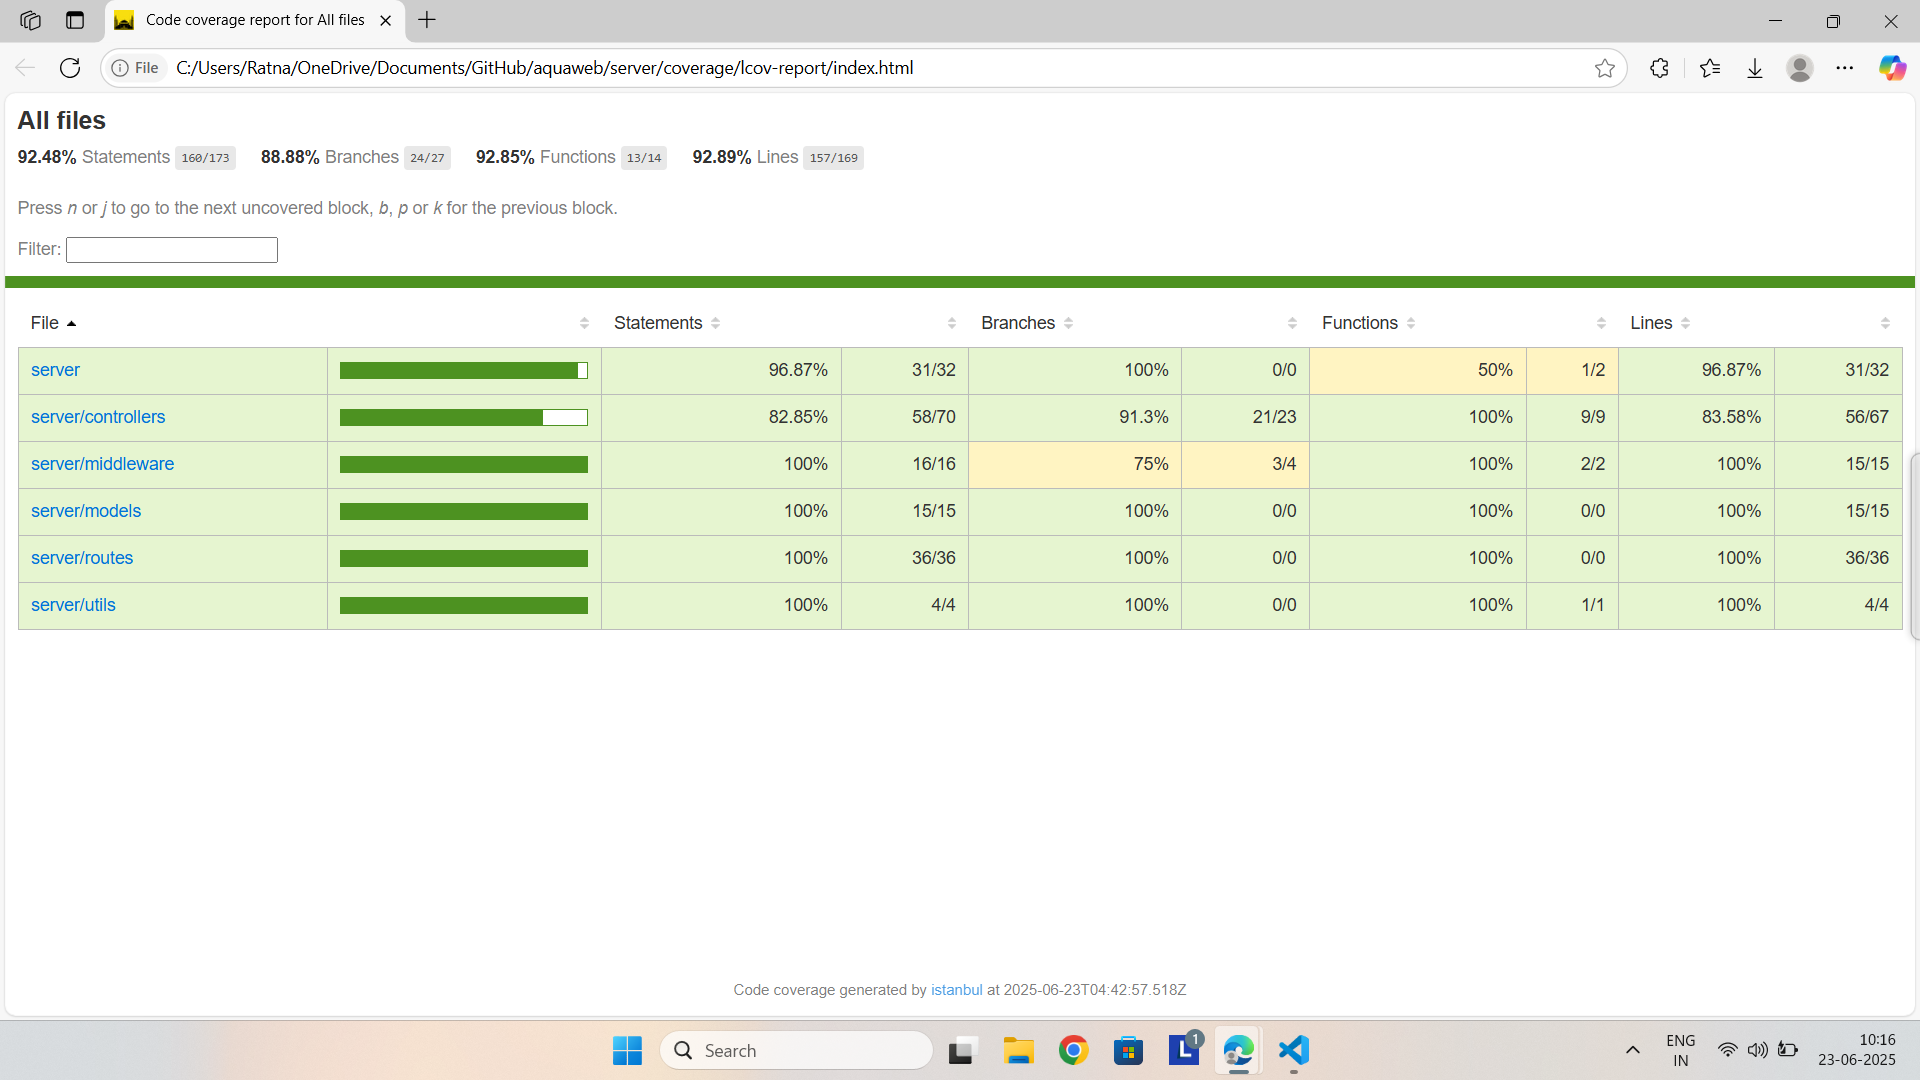 Code coverage report for All files
File C:/Users/Ratna/OneDrive/Documents/GitHub/aquaweb/server/coverage/lcov-report/index.html
All files
92.48% Statements 160/173 88.88% Branches 24/27 92.85% Functions 13/14 92.89% Lines 157/169
Press n or j to go to the next uncovered block, b, p or k for the previous block.
Filter:
File Statements Branches Functions Lines
server 96.87% 31/32 100% 0/0 50% 1/2 96.87% 31/32
server/controllers 82.85% 58/70 91.3% 21/23 100% 9/9 83.58% 56/67
server/middleware 100% 16/16 75% 3/4 100% 2/2 100% 15/15
server/models 100% 15/15 100% 0/0 100% 0/0 100% 15/15
server/routes 100% 36/36 100% 0/0 100% 0/0 100% 36/36
server/utils 100% 4/4 100% 0/0 100% 1/1 100% 4/4
Code coverage generated by istanbul at 2025-06-23T04:42:57.518Z
Search L 1 ENG 10:16
IN 23-06-2025